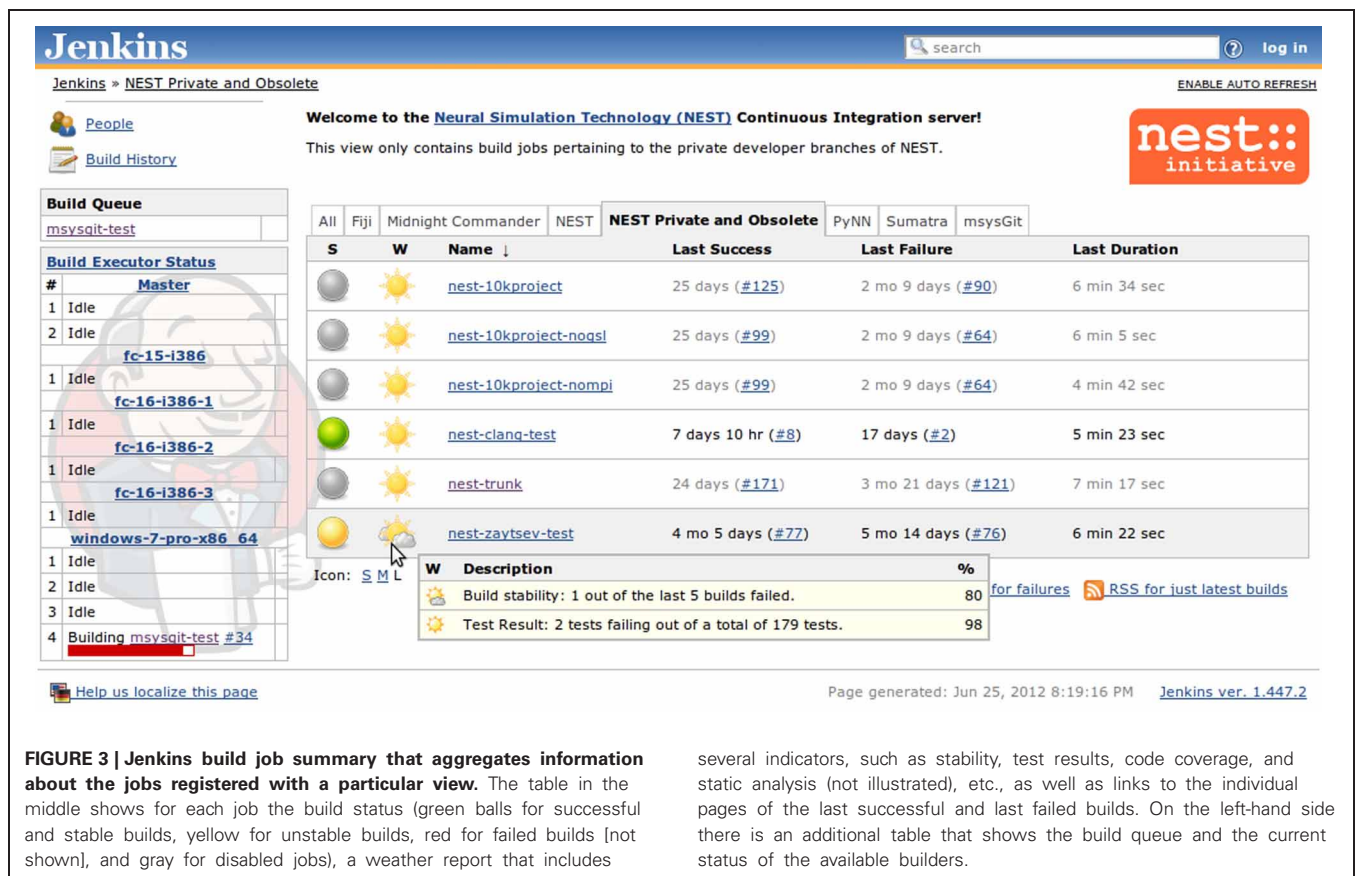 Jenkins
search
log in
Jenkins » NEST Private and Obsolete
ENABLE AUTO REFRESH
People
Build History
Welcome to the Neural Simulation Technology (NEST) Continuous Integration server!
This view only contains build jobs pertaining to the private developer branches of NEST.
nest::
initiative
Build Queue
msysgit-test
Build Executor Status
# Master
1 Idle
2 Idle
fc-15-i386
1 Idle
fc-16-i386-1
1 Idle
fc-16-i386-2
1 Idle
fc-16-i386-3
1 Idle
windows-7-pro-x86_64
1 Idle
2 Idle
3 Idle
4 Building msysgit-test #34
All Fiji Midnight Commander NEST NEST Private and Obsolete PyNN Sumatra msysGit
S W Name ↓ Last Success Last Failure Last Duration
nest-10kproject 25 days (#125) 2 mo 9 days (#90) 6 min 34 sec
nest-10kproject-nogsl 25 days (#99) 2 mo 9 days (#64) 6 min 5 sec
nest-10kproject-nompi 25 days (#99) 2 mo 9 days (#64) 4 min 42 sec
nest-clang-test 7 days 10 hr (#8) 17 days (#2) 5 min 23 sec
nest-trunk 24 days (#171) 3 mo 21 days (#121) 7 min 17 sec
nest-zaytsev-test 4 mo 5 days (#77) 5 mo 14 days (#76) 6 min 22 sec
Icon: S M L
W Description %
Build stability: 1 out of the last 5 builds failed. 80
Test Result: 2 tests failing out of a total of 179 tests. 98
for failures RSS for just latest builds
Help us localize this page
Page generated: Jun 25, 2012 8:19:16 PM Jenkins ver. 1.447.2
FIGURE 3 | Jenkins build job summary that aggregates information
about the jobs registered with a particular view. The table in the
middle shows for each job the build status (green balls for successful
and stable builds, yellow for unstable builds, red for failed builds [not
shown], and gray for disabled jobs), a weather report that includes
several indicators, such as stability, test results, code coverage, and
static analysis (not illustrated), etc., as well as links to the individual
pages of the last successful and last failed builds. On the left-hand side
there is an additional table that shows the build queue and the current
status of the available builders.